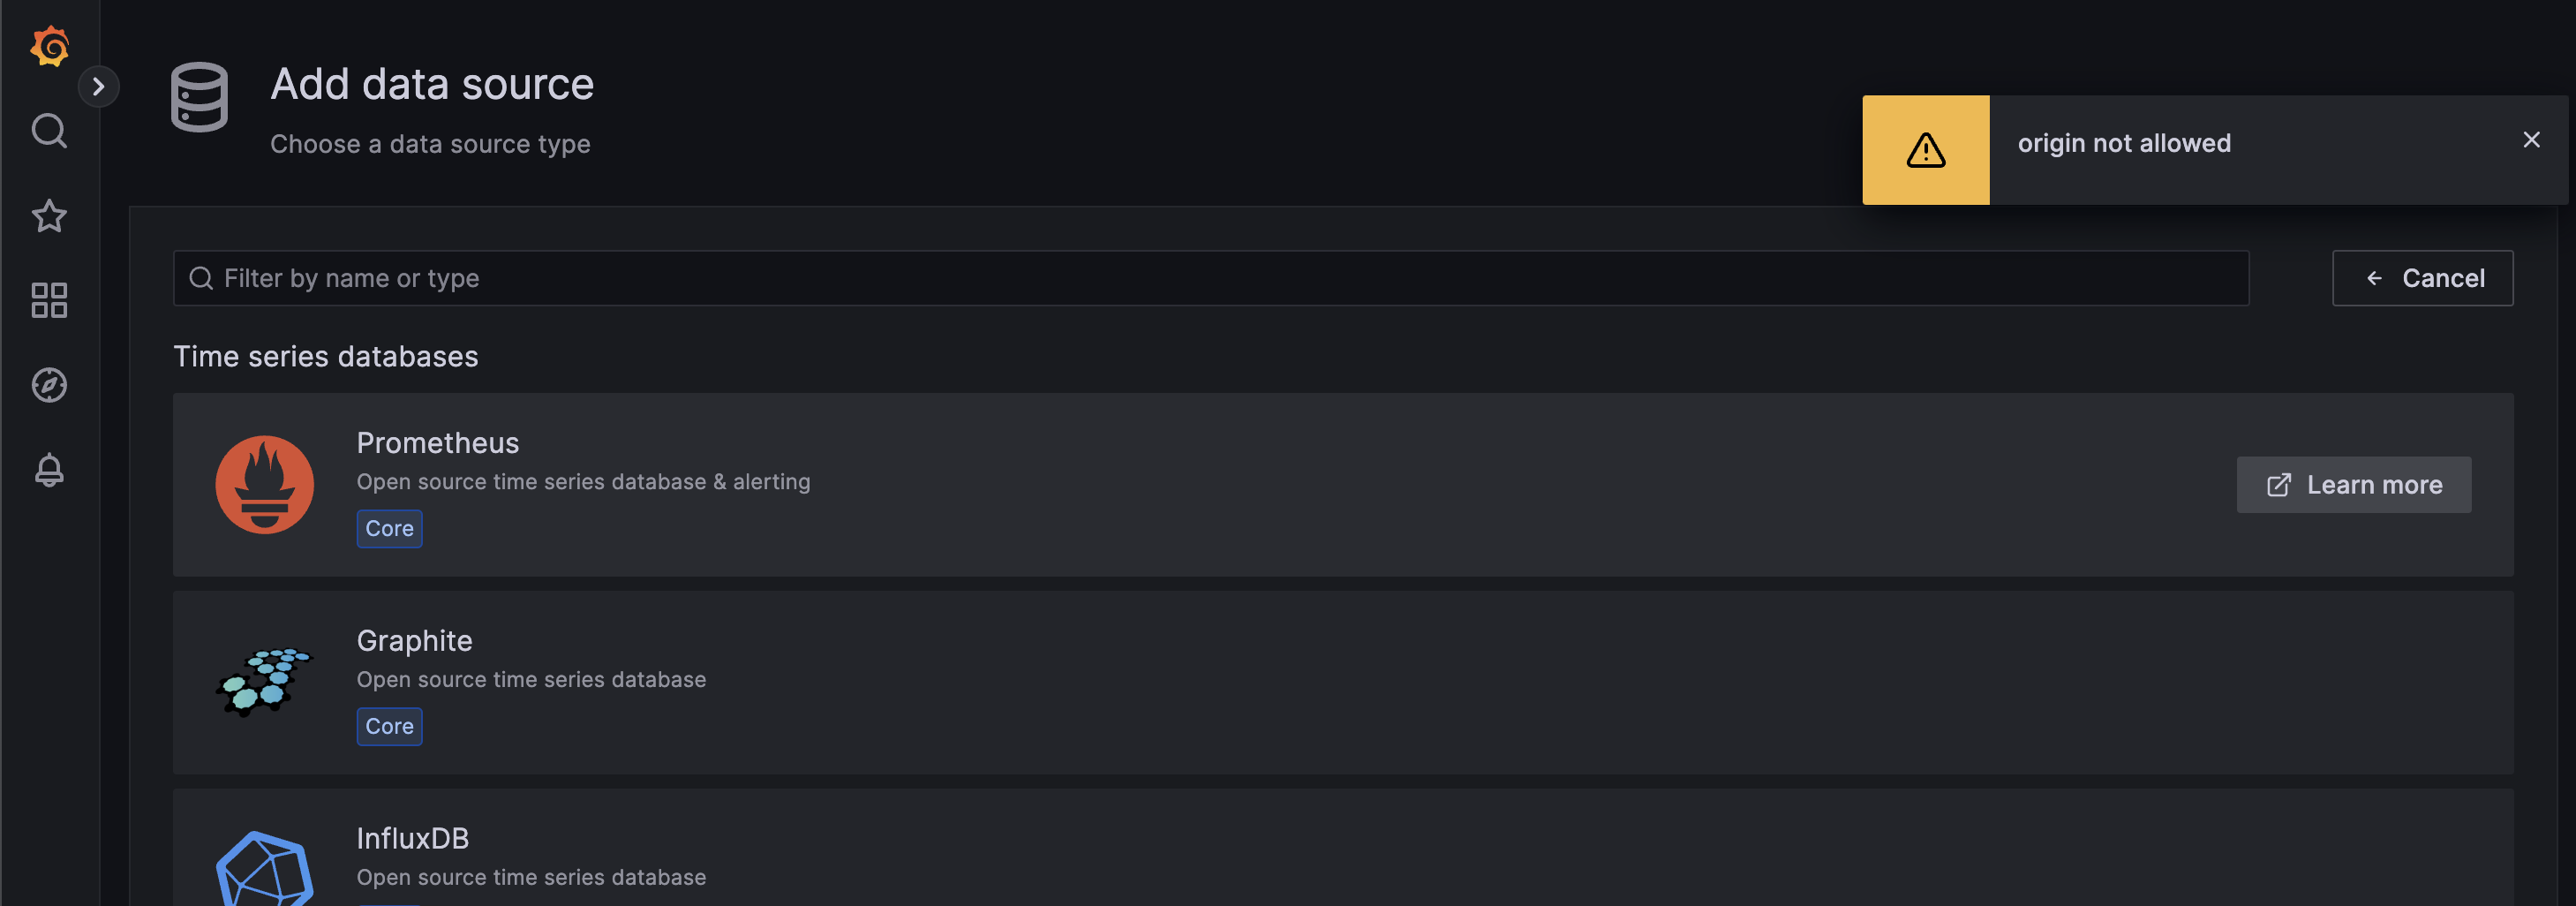 Add data source
Choose a data source type
origin not allowed
Filter by name or type
Cancel
Time series databases
Prometheus
Open source time series database & alerting
Core
Learn more
Graphite
Open source time series database
Core
InfluxDB
Open source time series database